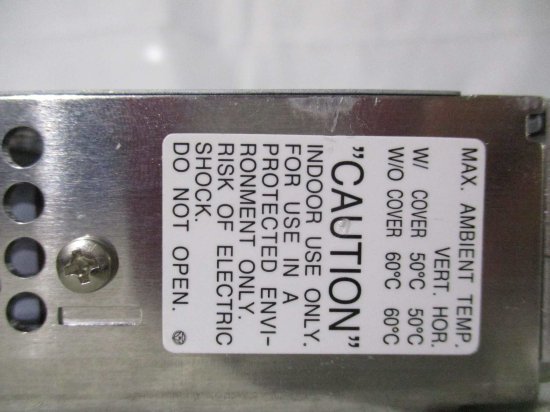 MAX. AMBIENT TEMP.
VERT. HOR.
W/ COVER 50°C 50°C
W/O COVER 60°C 60°C
"CAUTION"
INDOOR USE ONLY.
FOR USE IN A
PROTECTED ENVI-
RONMENT ONLY.
RISK OF ELECTRIC
SHOCK.
DO NOT OPEN.